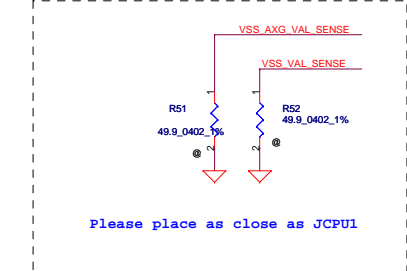 VSS_AXG_VAL_SENSE
VSS_VAL_SENSE
1
1
R51
49.9_0402_1%
R52
49.9_0402_1%
2
@
2
@
Please place as close as JCPU1